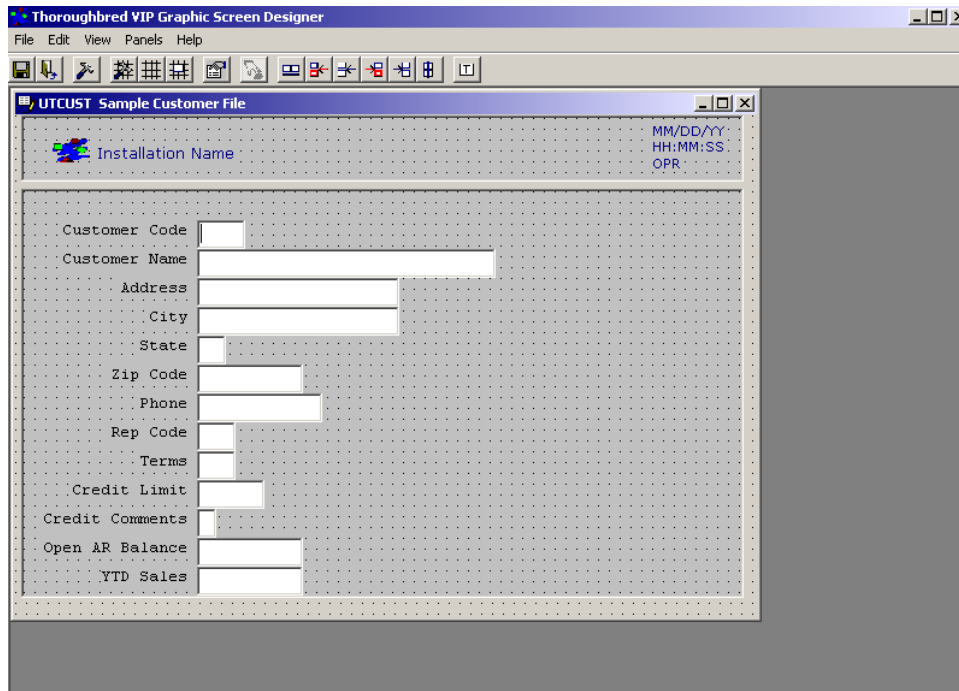 Thoroughbred VIP Graphic Screen Designer
File Edit View Panels Help
T
UTCUST Sample Customer File
MM/DD/YY
Installation Name
HH:MM:SS
OPR
Customer Code
Customer Name
Address
City
State
Zip Code
Phone
Rep Code
Terms
Credit Limit
Credit Comments
Open AR Balance
YTD Sales